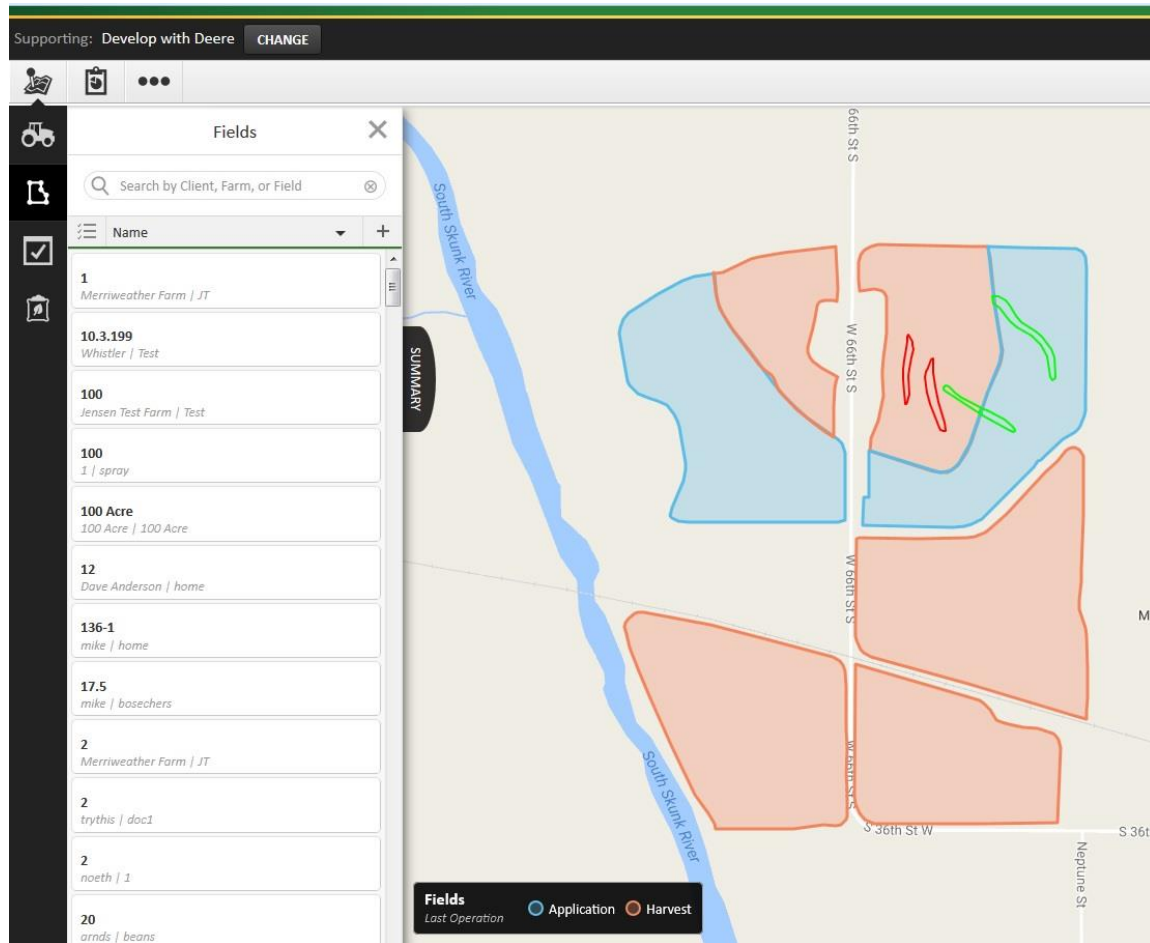 Supporting: Develop with Deere CHANGE
Fields
Search by Client, Farm, or Field
Name
1
Merriweather Farm | JT
10.3.199
Whistler | Test
100
Jensen Test Farm | Test
100
1 | spray
100 Acre
100 Acre | 100 Acre
12
Dave Anderson | home
136-1
mike | home
17.5
mike | bosechers
2
Merriweather Farm | JT
2
trythis | doc1
2
noeth | 1
20
arnds | beans
SUMMARY
South Skunk River
66th St S
W 66th St S
W 66th St S
M
South Skunk River
W 66th St S
S 36th St W
S 36t
Neptune St
Fields
Last Operation
Application
Harvest